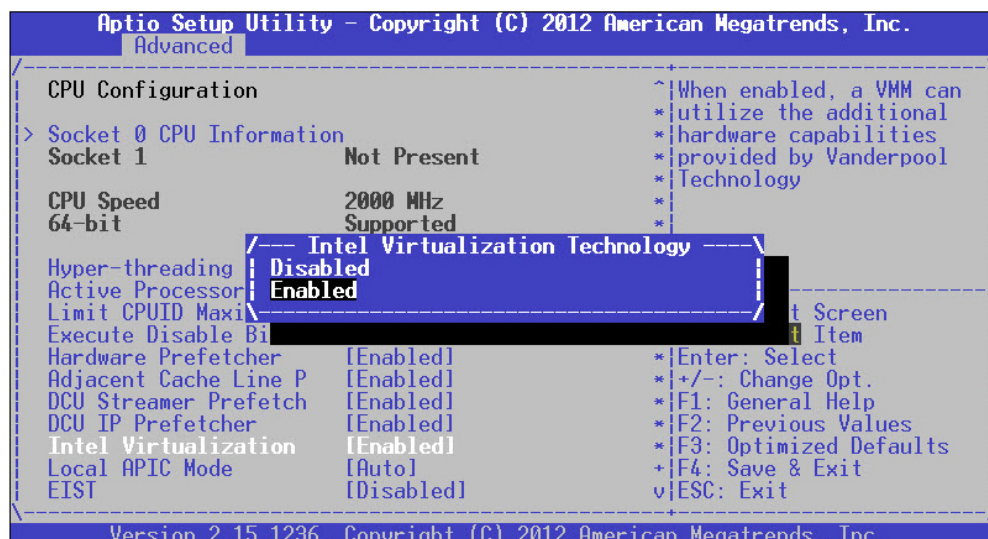 Aptio Setup Utility – Copyright (C) 2012 American Megatrends, Inc.
Advanced
CPU Configuration
> Socket 0 CPU Information
Socket 1 Not Present
CPU Speed 2000 MHz
64-bit Supported
Hyper-threading
Active Processor
Limit CPUID Maxi
Execute Disable Bi
Hardware Prefetcher [Enabled]
Adjacent Cache Line P [Enabled]
DCU Streamer Prefetch [Enabled]
DCU IP Prefetcher [Enabled]
Intel Virtualization [Enabled]
Local APIC Mode [Auto]
EIST [Disabled]
Intel Virtualization Technology
Disabled
Enabled
When enabled, a VMM can
utilize the additional
hardware capabilities
provided by Vanderpool
Technology
t Screen
t Item
Enter: Select
+/-: Change Opt.
F1: General Help
F2: Previous Values
F3: Optimized Defaults
F4: Save & Exit
ESC: Exit
Version 2.15.1236. Copyright (C) 2012 American Megatrends, Inc.